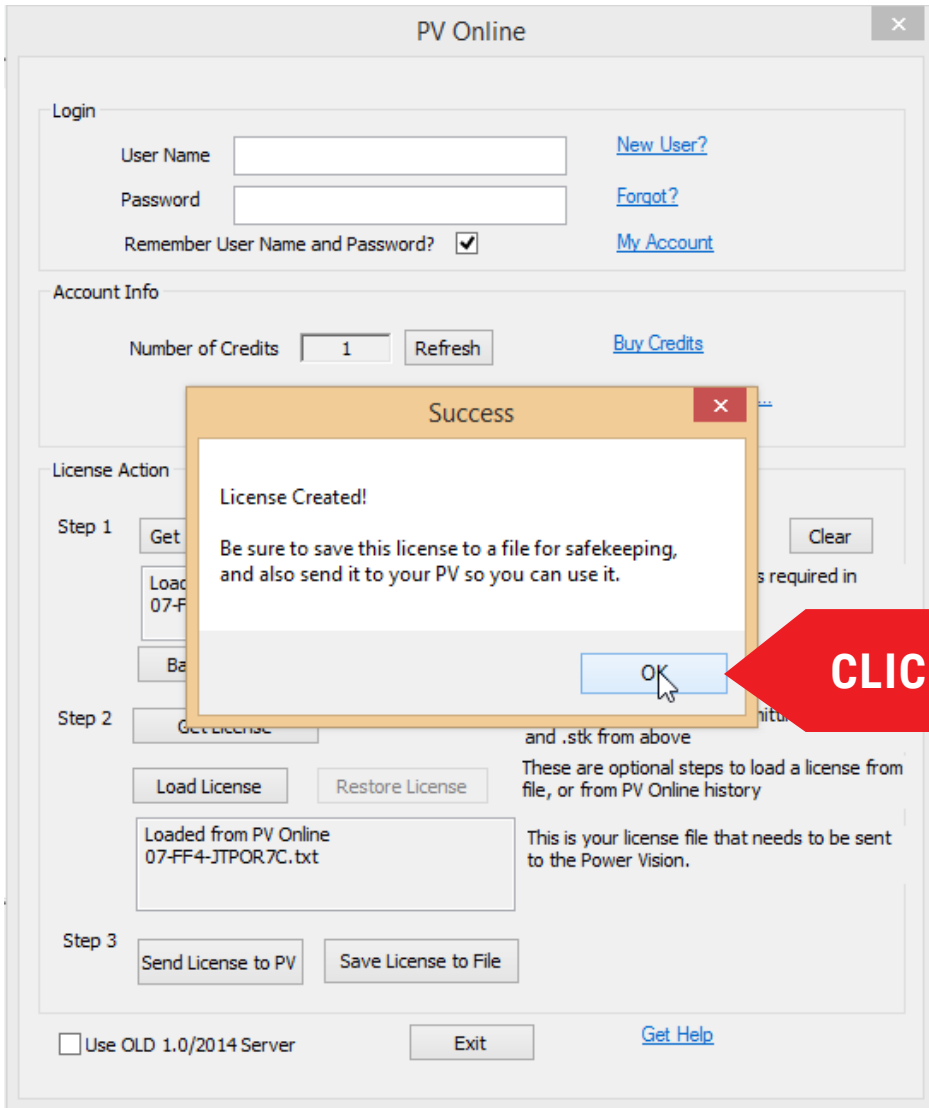 PV Online
Login
User Name
New User?
Password
Forgot?
Remember User Name and Password?
My Account
Account Info
Number of Credits
1
Refresh
Buy Credits
...
Success
License Created!
Be sure to save this license to a file for safekeeping,
and also send it to your PV so you can use it.
OK
CLIC
License Action
Step 1
Get
Clear
required in
07-F
Step 2
Get License
and .stk from above
Load License
Restore License
These are optional steps to load a license from
file, or from PV Online history
Loaded from PV Online
07-FF4-JTPOR7C.txt
This is your license file that needs to be sent
to the Power Vision.
Step 3
Send License to PV
Save License to File
Use OLD 1.0/2014 Server
Exit
Get Help